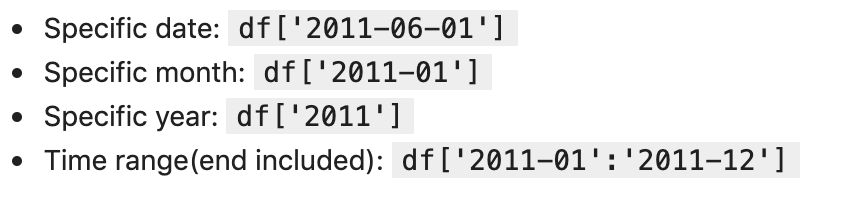 • Specific date: df['2011-06-01']
• Specific month: df['2011-01']
• Specific year: df['2011']
• Time range(end included): df['2011-01':'2011-12']